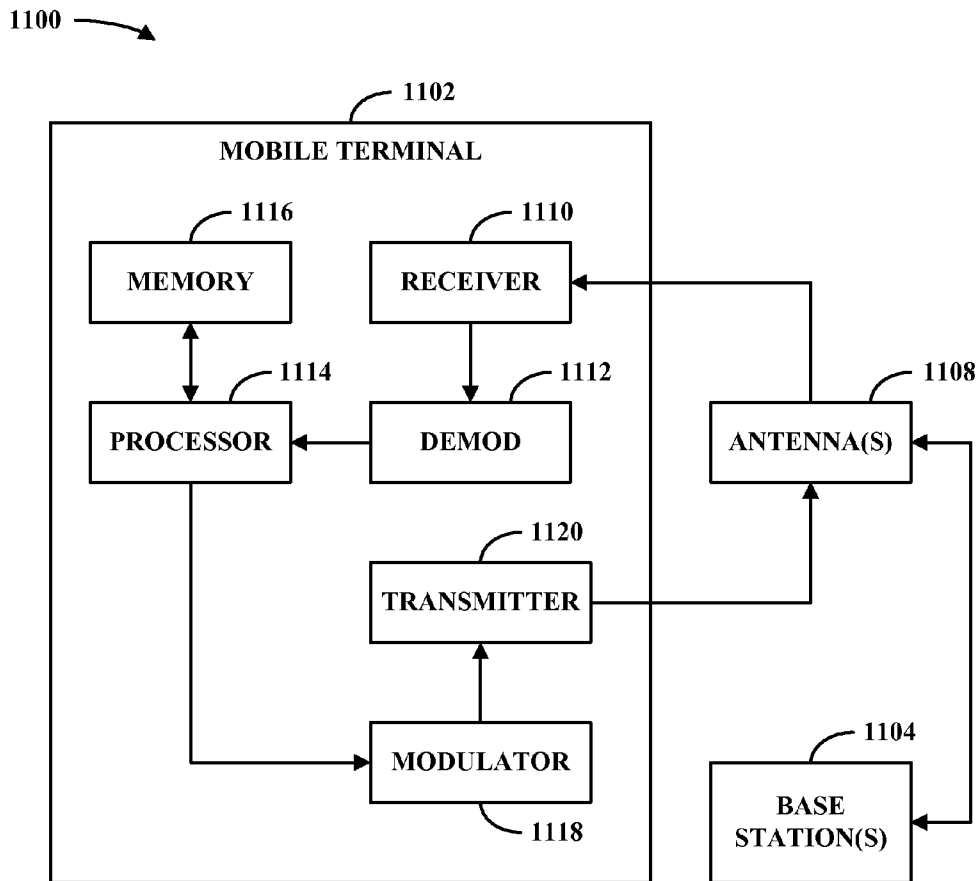 1100
1102
MOBILE TERMINAL
1116
1110
MEMORY
RECEIVER
1114
1112
1108
PROCESSOR
DEMOD
ANTENNA(S)
1120
TRANSMITTER
1104
MODULATOR
BASE
STATION(S)
1118